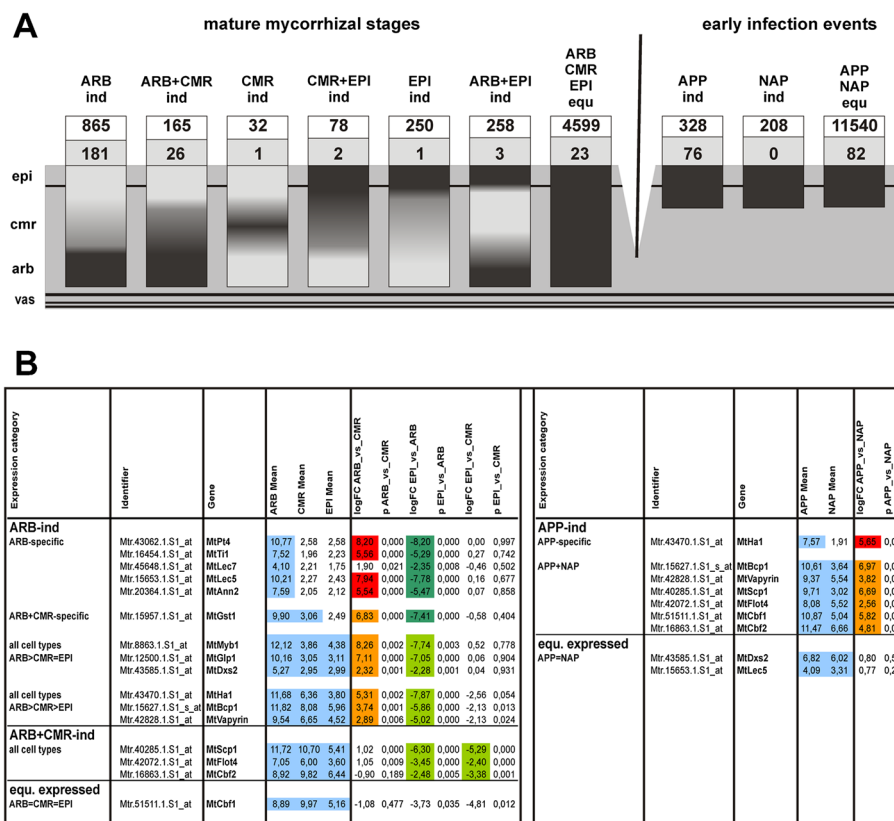 A
mature mycorrhizal stages
early infection events
ARB ind
ARB+CMR ind
CMR ind
CMR+EPI ind
EPI ind
ARB+EPI ind
ARB CMR EPI equ
APP ind
NAP ind
APP NAP equ
865 165 32 78 250 258 4599 328 208 11540
181 26 1 2 1 3 23 76 0 82
epi
cmr
arb
vas
B
Expression category Identifier Gene ARB Mean CMR Mean EPI Mean logFC ARB_vs_CMR p ARB_vs_CMR logFC EPI_vs_ARB p EPI_vs_ARB logFC EPI_vs_CMR p EPI_vs_CMR
ARB-ind
ARB-specific Mtr.43062.1.S1_at MtPt4 10,77 2,58 2,58 8,20 0,000 -8,20 0,000 0,00 0,997
Mtr.16454.1.S1_at MtTi1 7,52 1,96 2,23 5,56 0,000 -5,29 0,000 0,27 0,742
Mtr.45648.1.S1_at MtLec7 4,10 2,21 1,75 1,90 0,021 -2,35 0,008 -0,46 0,502
Mtr.15653.1.S1_at MtLec5 10,21 2,27 2,43 7,94 0,000 -7,78 0,000 0,16 0,677
Mtr.20364.1.S1_at MtAnn2 7,59 2,05 2,12 5,54 0,000 -5,47 0,000 0,07 0,858
ARB+CMR-specific Mtr.15957.1.S1_at MtGst1 9,90 3,06 2,49 6,83 0,000 -7,41 0,000 -0,58 0,404
all cell types Mtr.8863.1.S1_at MtMyb1 12,12 3,86 4,38 8,26 0,002 -7,74 0,003 0,52 0,778
ARB>CMR=EPI Mtr.12500.1.S1_at MtGlp1 10,16 3,05 3,11 7,11 0,000 -7,05 0,000 0,06 0,904
Mtr.43585.1.S1_at MtDxs2 5,27 2,95 2,99 2,32 0,001 -2,28 0,001 0,04 0,931
all cell types Mtr.43470.1.S1_at MtHa1 11,68 6,36 3,80 5,31 0,002 -7,87 0,000 -2,56 0,054
ARB>CMR>EPI Mtr.15627.1.S1_s_at MtBcp1 11,82 8,08 5,96 3,74 0,001 -5,86 0,000 -2,13 0,013
Mtr.42828.1.S1_at MtVapyrin 9,54 6,65 4,52 2,89 0,006 -5,02 0,000 -2,13 0,024
ARB+CMR-ind
all cell types Mtr.40285.1.S1_at MtScp1 11,72 10,70 5,41 1,02 0,000 -6,30 0,000 -5,29 0,000
Mtr.42072.1.S1_at MtFlot4 7,05 6,00 3,60 1,05 0,009 -3,45 0,000 -2,40 0,000
Mtr.16863.1.S1_at MtCbf2 8,92 9,82 6,44 -0,90 0,189 -2,48 0,005 -3,38 0,001
equ. expressed
ARB=CMR=EPI Mtr.51511.1.S1_at MtCbf1 8,89 9,97 5,16 -1,08 0,477 -3,73 0,035 -4,81 0,012
Expression category Identifier Gene APP Mean NAP Mean logFC APP_vs_NAP p APP_vs_NAP
APP-ind
APP-specific Mtr.43470.1.S1_at MtHa1 7,57 1,91 5,65 0,0
APP+NAP Mtr.15627.1.S1_s_at MtBcp1 10,61 3,64 6,97 0,0
Mtr.42828.1.S1_at MtVapyrin 9,37 5,54 3,82 0,0
Mtr.40285.1.S1_at MtScp1 9,71 3,02 6,69 0,0
Mtr.42072.1.S1_at MtFlot4 8,08 5,52 2,56 0,0
Mtr.51511.1.S1_at MtCbf1 10,87 5,04 5,82 0,0
Mtr.16863.1.S1_at MtCbf2 11,47 6,66 4,81 0,0
equ. expressed
APP=NAP Mtr.43585.1.S1_at MtDxs2 6,82 6,02 0,80 0,5
Mtr.15653.1.S1_at MtLec5 4,09 3,31 0,77 0,2